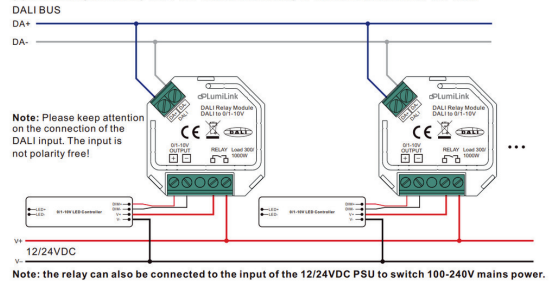 DALI BUS
DA+
DA-
dPLumiLink
DALI Relay Module
DALI to 0/1-10V
DA+
DA-
CE
DALI
0/1-10V
OUTPUT
+ -
RELAY
Load 300/
1000W
dPLumiLink
DALI Relay Module
DALI to 0/1-10V
DA+
DA-
CE
DALI
0/1-10V
OUTPUT
+ -
RELAY
Load 300/
1000W
Note: Please keep attention
on the connection of the
DALI input. The input is
not polarity free!
...
LED+
LED-
0/1-10V LED Controller
DIM+
DIM-
V+
V-
LED+
LED-
0/1-10V LED Controller
DIM+
DIM-
V+
V-
V+
12/24VDC
V-
Note: the relay can also be connected to the input of the 12/24VDC PSU to switch 100-240V mains power.